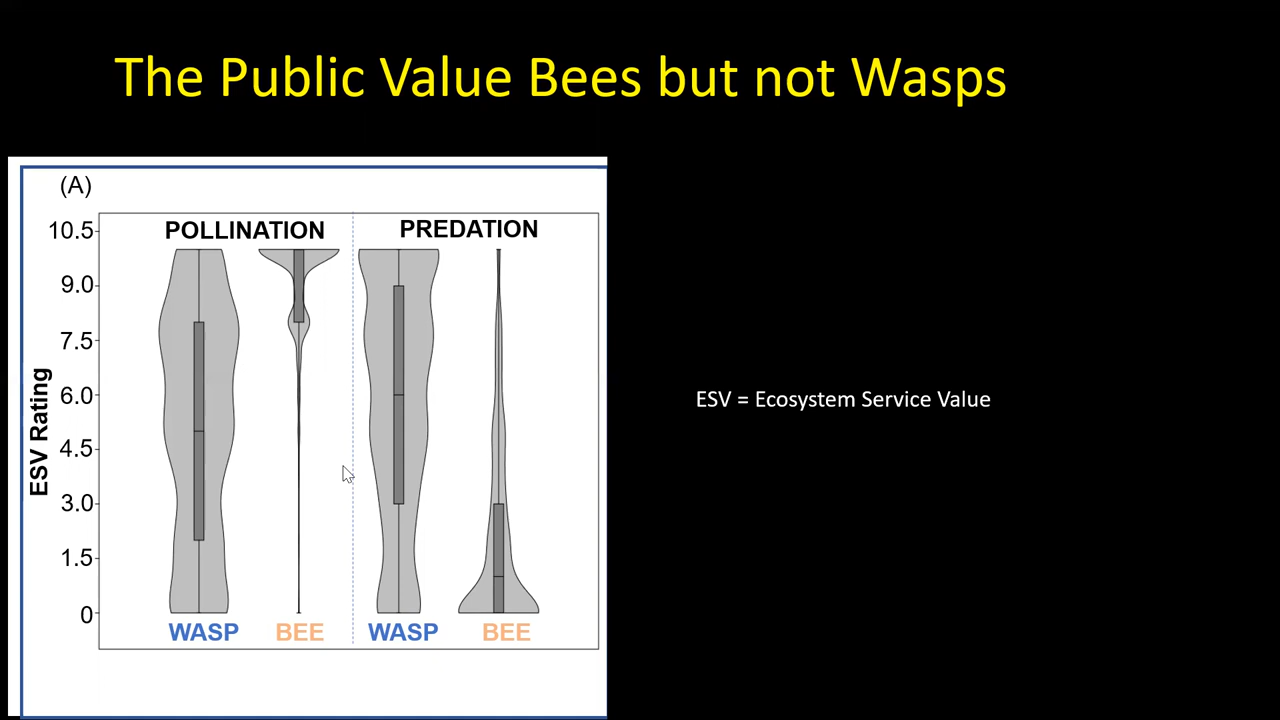 The Public Value Bees but not Wasps
(A)
POLLINATION
PREDATION
10.5
9.0
7.5
6.0
4.5
3.0
1.5
0
ESV Rating
WASP
BEE
WASP
BEE
ESV = Ecosystem Service Value